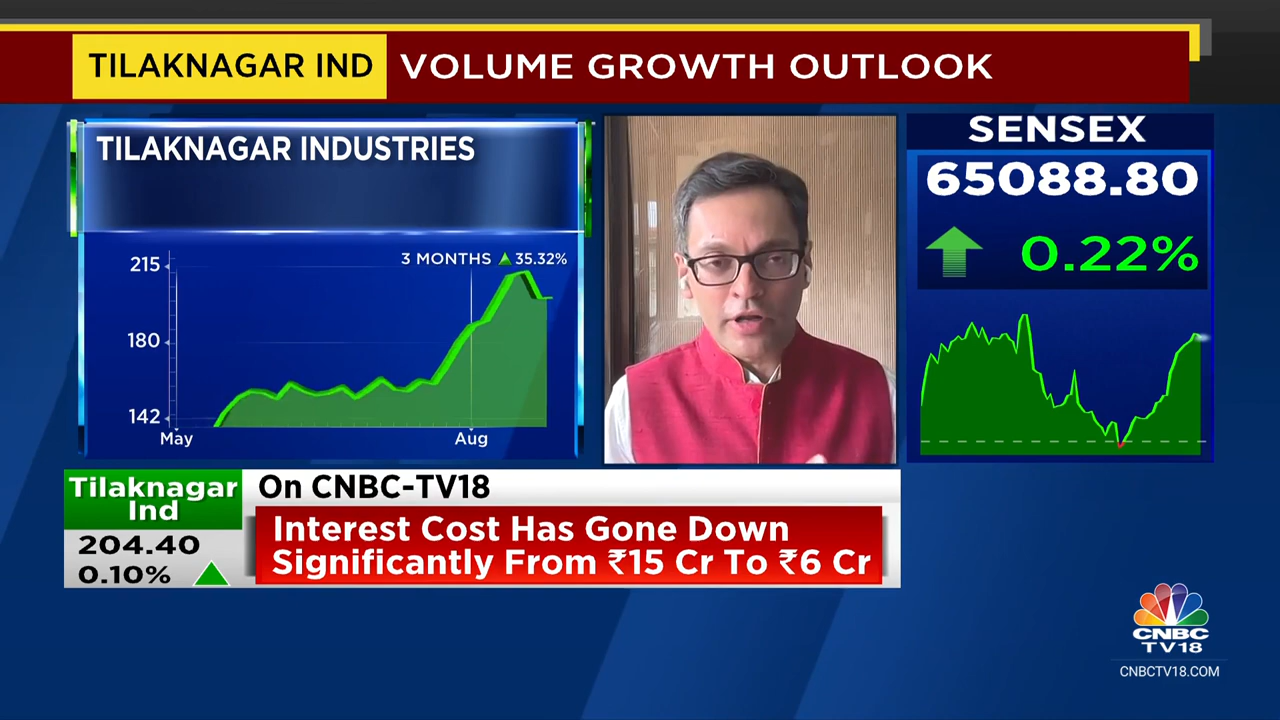 TILAKNAGAR IND VOLUME GROWTH OUTLOOK
TILAKNAGAR INDUSTRIES
3 MONTHS ▲ 35.32%
215
180
142
May Aug
SENSEX
65088.80
0.22%
Tilaknagar
Ind
204.40
0.10%
On CNBC-TV18
Interest Cost Has Gone Down
Significantly From ₹15 Cr To ₹6 Cr
CNBC
TV18
CNBCTV18.COM